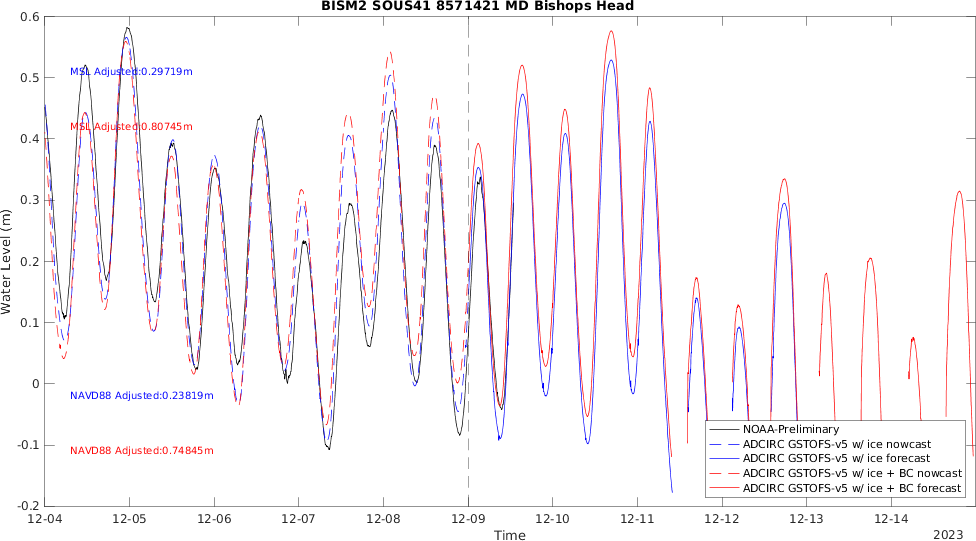 BISM2 SOUS41 8571421 MD Bishops Head
0.6
0.5
0.4
0.3
0.2
0.1
0
-0.1
-0.2
Water Level (m)
MSL Adjusted:0.29719m
MSL Adjusted:0.80745m
NAVD88 Adjusted:0.23819m
NAVD88 Adjusted:0.74845m
NOAA-Preliminary
ADCIRC GSTOFS-v5 w/ ice nowcast
ADCIRC GSTOFS-v5 w/ ice forecast
ADCIRC GSTOFS-v5 w/ ice + BC nowcast
ADCIRC GSTOFS-v5 w/ ice + BC forecast
12-04 12-05 12-06 12-07 12-08 12-09 12-10 12-11 12-12 12-13 12-14
Time
2023